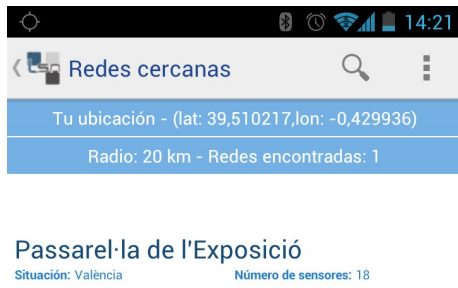 14:21
Redes cercanas
Tu ubicación - (lat: 39,510217,lon: -0,429936)
Radio: 20 km - Redes encontradas: 1
Passarel·la de l'Exposició
Situación: València Número de sensores: 18